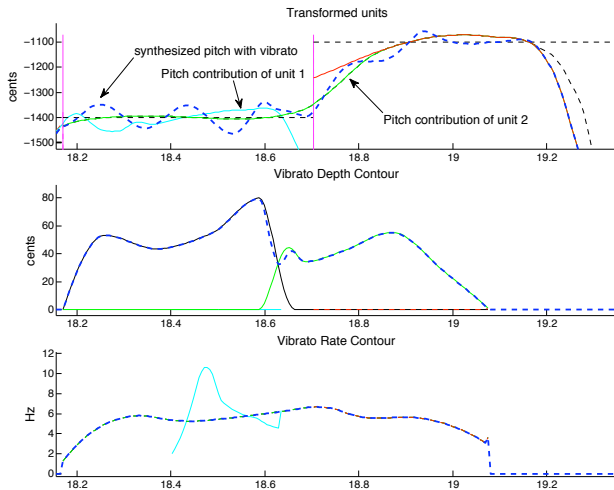 Transformed units
synthesized pitch with vibrato
Pitch contribution of unit 1
Pitch contribution of unit 2
cents
−1100
−1200
−1300
−1400
−1500
18.2 18.4 18.6 18.8 19 19.2
Vibrato Depth Contour
cents
80
60
40
20
0
18.2 18.4 18.6 18.8 19 19.2
Vibrato Rate Contour
Hz
12
10
8
6
4
2
0
18.2 18.4 18.6 18.8 19 19.2